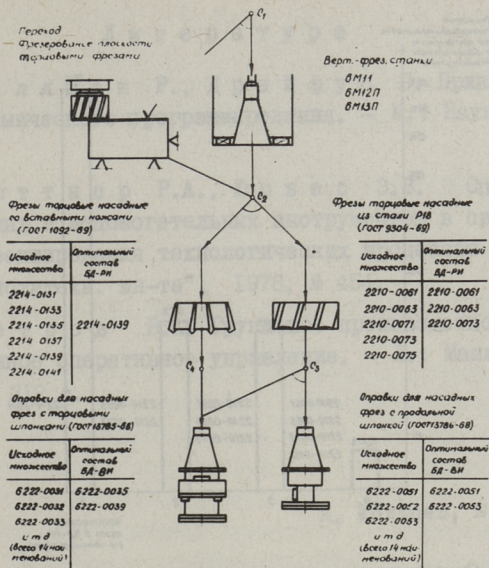 Переход
— Фрезерование плоскости
торцовыми фрезами
C1
Верт.-фрез. станки
ВМ11
ВМ12П
ВМ13П
C2
Фрезы торцовые насадные
со вставными ножами
(ГОСТ 1092-69)
Исходное множество
Оптимальный состав БД-РИ
2214-0131
2214-0133
2214-0135 2214-0139
2214-0137
2214-0139
2214-0141
Фрезы торцовые насадные
из стали Р18
(ГОСТ 9304-69)
Исходное множество
Оптимальный состав БД-РИ
2210-0061 2210-0061
2210-0063 2210-0063
2210-0071 2210-0073
2210-0073
2210-0075
C4
C3
Оправки для насадных
фрез с торцовыми
шпонками (ГОСТ 13785-68)
Исходное множество
Оптимальный состав БД-ВИ
6222-0031 6222-0035
6222-0032 6222-0039
6222-0033
и т д
(всего 14 наи
менований)
Оправки для насадных
фрез с продольной
шпонкой (ГОСТ 13784-68)
Исходное множество
Оптимальный состав БД-ВИ
6222-0051 6222-0051
6222-0052 6222-0053
6222-0053
и т д
(всего 14 наи
менований)